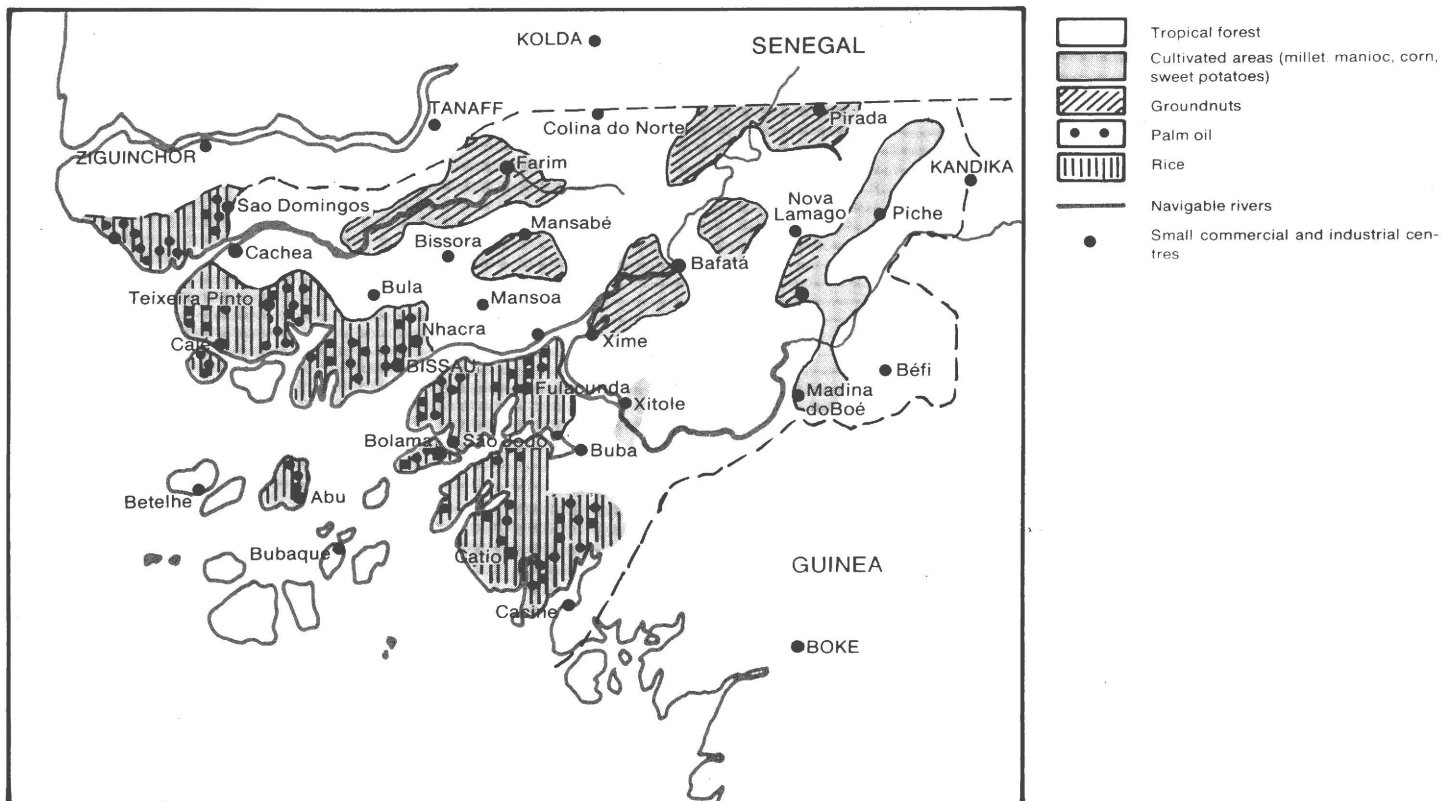 KOLDA
SENEGAL
TANAFF
Colina do Norte
Pirada
ZIGUINCHOR
Farim
KANDIKA
Sao Domingos
Nova
Lamago
Piche
Mansabé
Bissora
Cachea
Bafatá
Teixeira Pinto
Bula
Mansoa
Nhacra
Xime
BISSAU
Béfi
Fulacunda
Madina
doBoé
Xitole
Bolama
Buba
Betelhe
Abu
Bubaque
Catio
GUINEA
Casine
BOKE
Tropical forest
Cultivated areas (millet. manioc, corn,
sweet potatoes)
Groundnuts
Palm oil
Rice
Navigable rivers
Small commercial and industrial cen-
tres